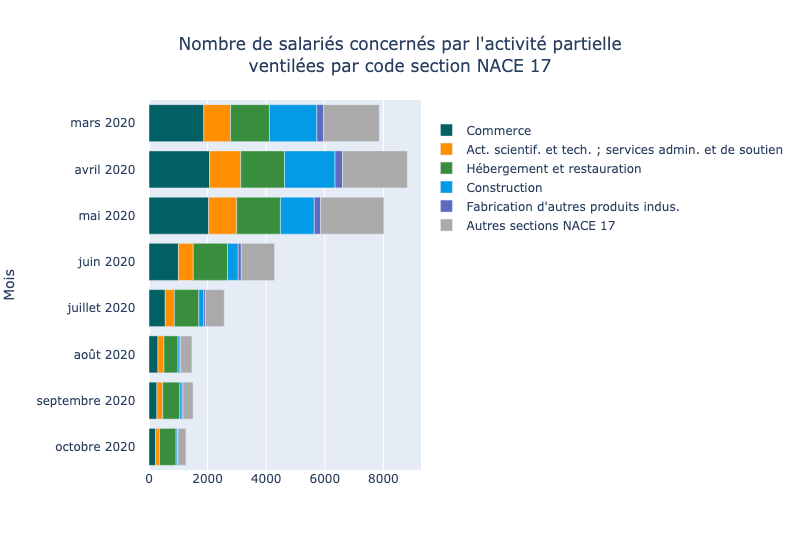 Nombre de salariés concernés par l'activité partielle
ventilées par code section NACE 17
mars 2020
avril 2020
mai 2020
juin 2020
juillet 2020
août 2020
septembre 2020
octobre 2020
Mois
0 2000 4000 6000 8000
Commerce
Act. scientif. et tech. ; services admin. et de soutien
Hébergement et restauration
Construction
Fabrication d'autres produits indus.
Autres sections NACE 17